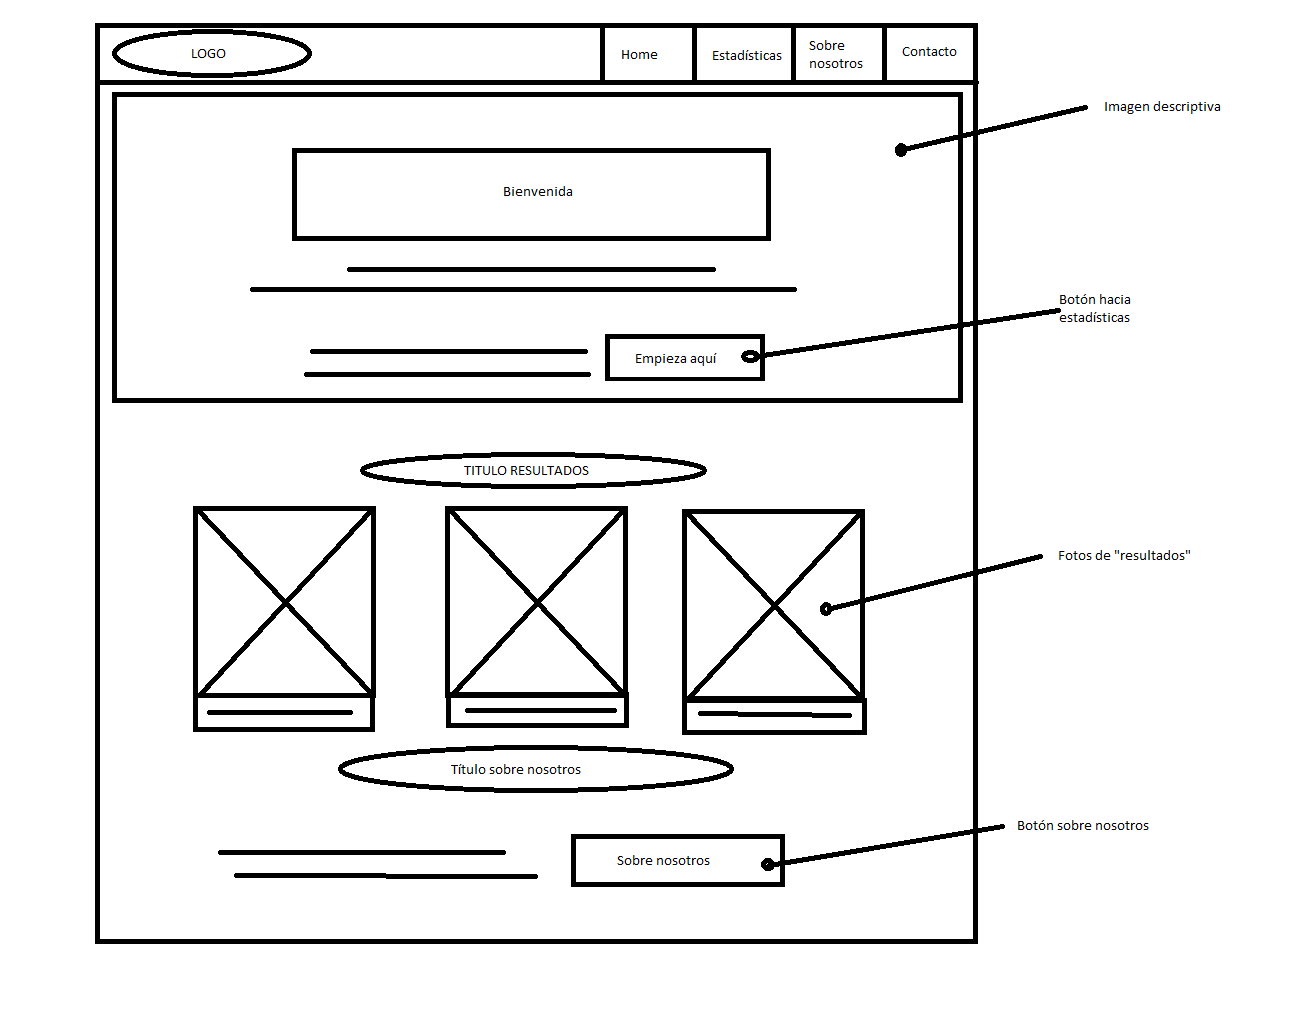 LOGO
Home
Estadísticas
Sobre
nosotros
Contacto
Imagen descriptiva
Bienvenida
Botón hacia
estadísticas
Empieza aquí
TITULO RESULTADOS
Fotos de "resultados"
Título sobre nosotros
Botón sobre nosotros
Sobre nosotros